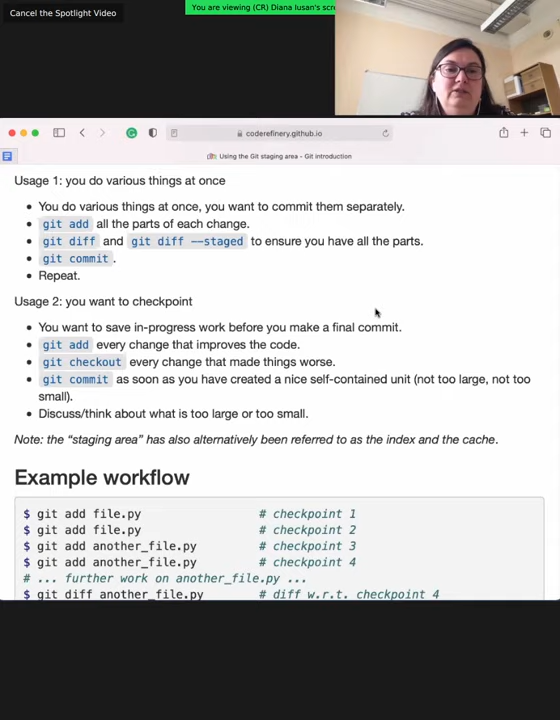 Cancel the Spotlight Video
You are viewing (CR) Diana Iusan's scre
coderefinery.github.io
Using the Git staging area - Git introduction
Usage 1: you do various things at once
• You do various things at once, you want to commit them separately.
• git add all the parts of each change.
• git diff and git diff --staged to ensure you have all the parts.
• git commit.
• Repeat.
Usage 2: you want to checkpoint
• You want to save in-progress work before you make a final commit.
• git add every change that improves the code.
• git checkout every change that made things worse.
• git commit as soon as you have created a nice self-contained unit (not too large, not too
small).
• Discuss/think about what is too large or too small.
Note: the “staging area” has also alternatively been referred to as the index and the cache.
Example workflow
$ git add file.py # checkpoint 1
$ git add file.py # checkpoint 2
$ git add another_file.py # checkpoint 3
$ git add another_file.py # checkpoint 4
# ... further work on another_file.py ...
$ git diff another_file.py # diff w.r.t. checkpoint 4